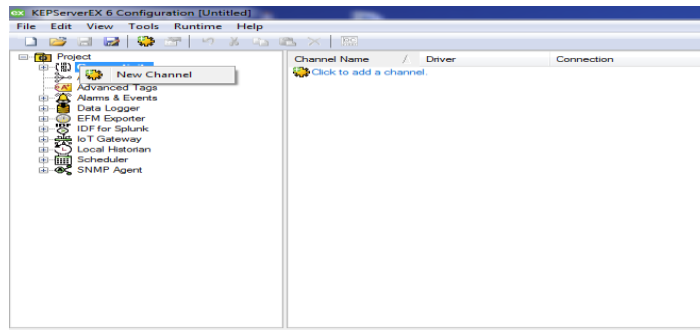 ex KEPServerEX 6 Configuration [Untitled]
File Edit View Tools Runtime Help
Project
New Channel
Advanced Tags
Alarms & Events
Data Logger
EFM Exporter
IDF for Splunk
IoT Gateway
Local Historian
Scheduler
SNMP Agent
Channel Name / Driver Connection
Click to add a channel.